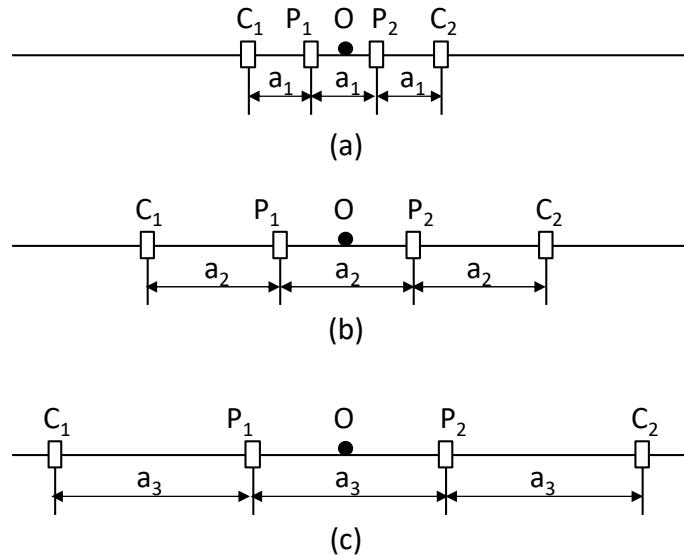 C₁ P₁ O P₂ C₂
a₁ a₁ a₁
(a)
C₁ P₁ O P₂ C₂
a₂ a₂ a₂
(b)
C₁ P₁ O P₂ C₂
a₃ a₃ a₃
(c)